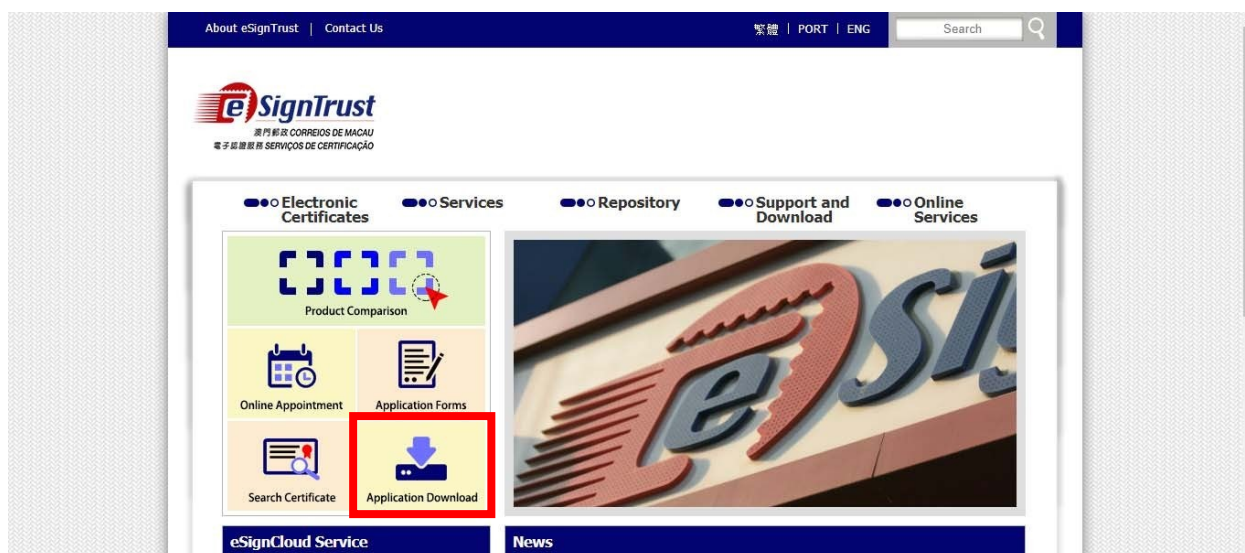 About eSignTrust | Contact Us
繁體 | PORT | ENG
Search
eSignTrust
澳門郵政 CORREIOS DE MACAU
電子認證服務 SERVIÇOS DE CERTIFICAÇÃO
Electronic Certificates
Services
Repository
Support and Download
Online Services
Product Comparison
Online Appointment
Application Forms
Search Certificate
Application Download
eSi
eSignCloud Service
News